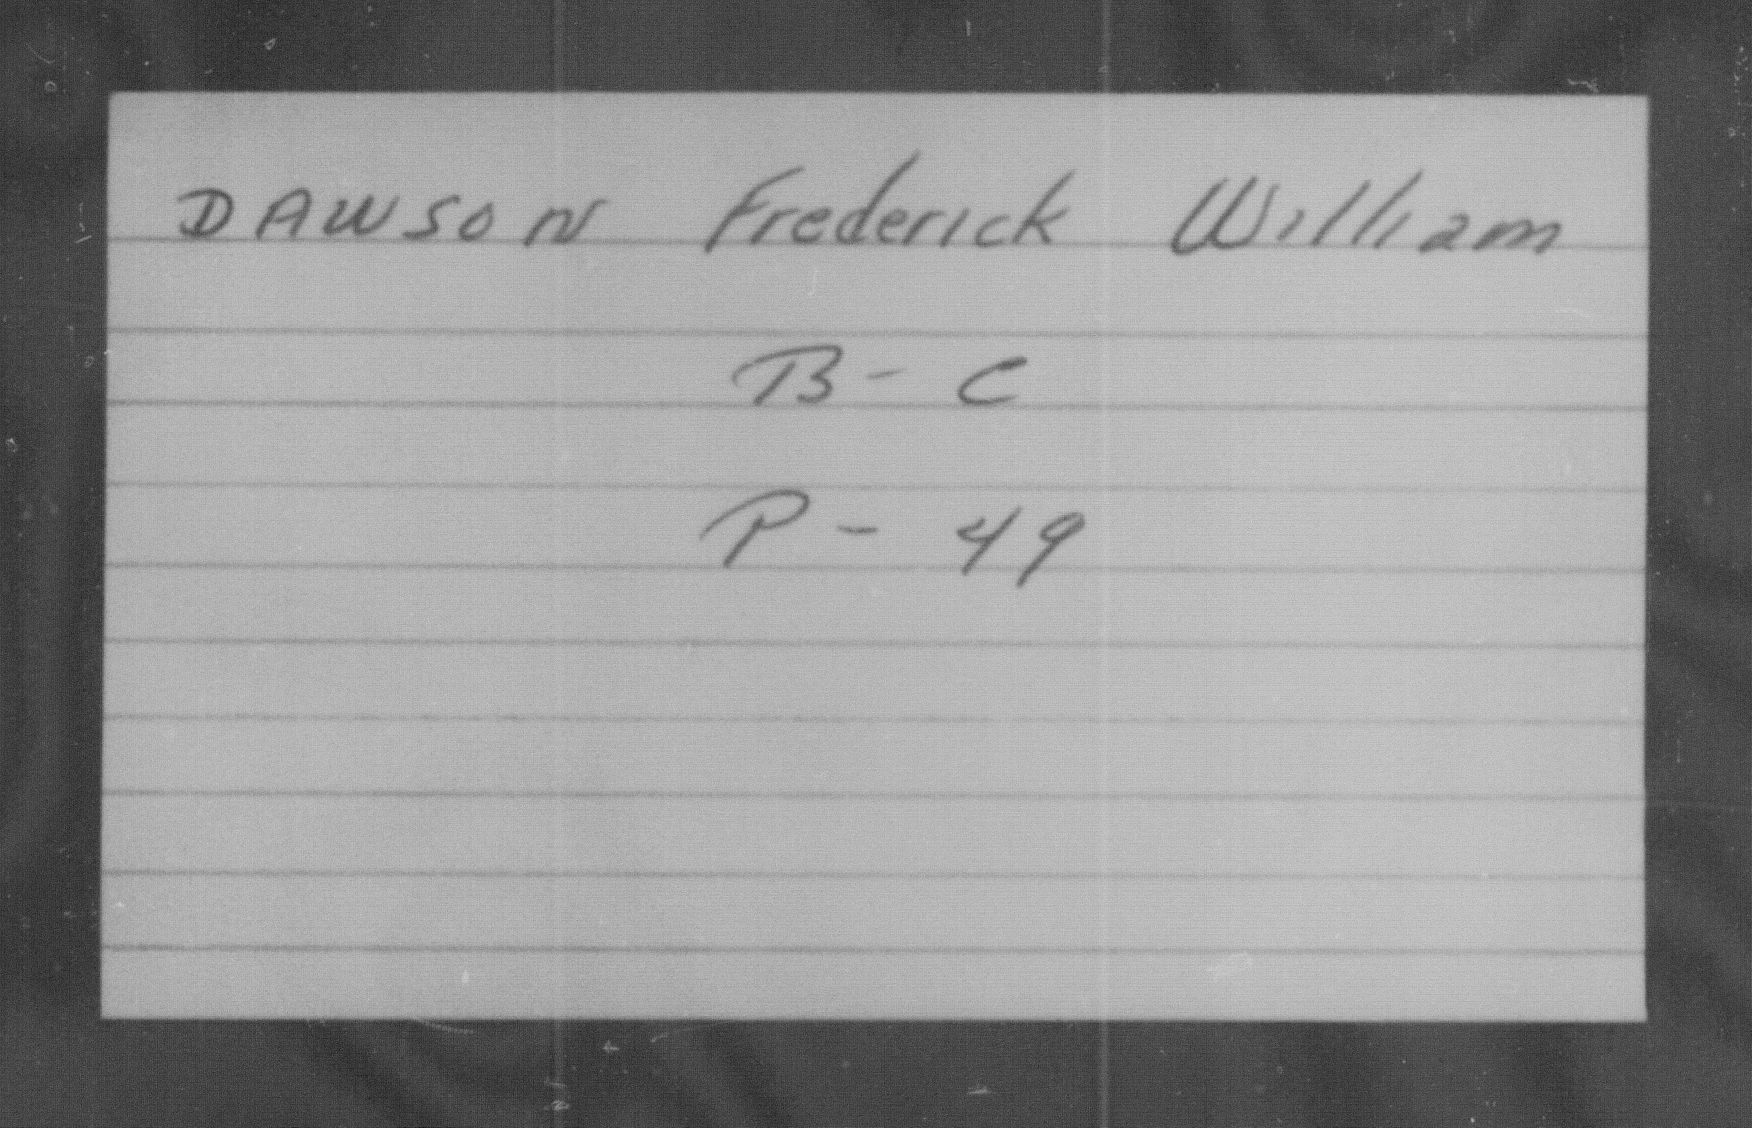 DAWSON Frederick William
B - C
P - 49